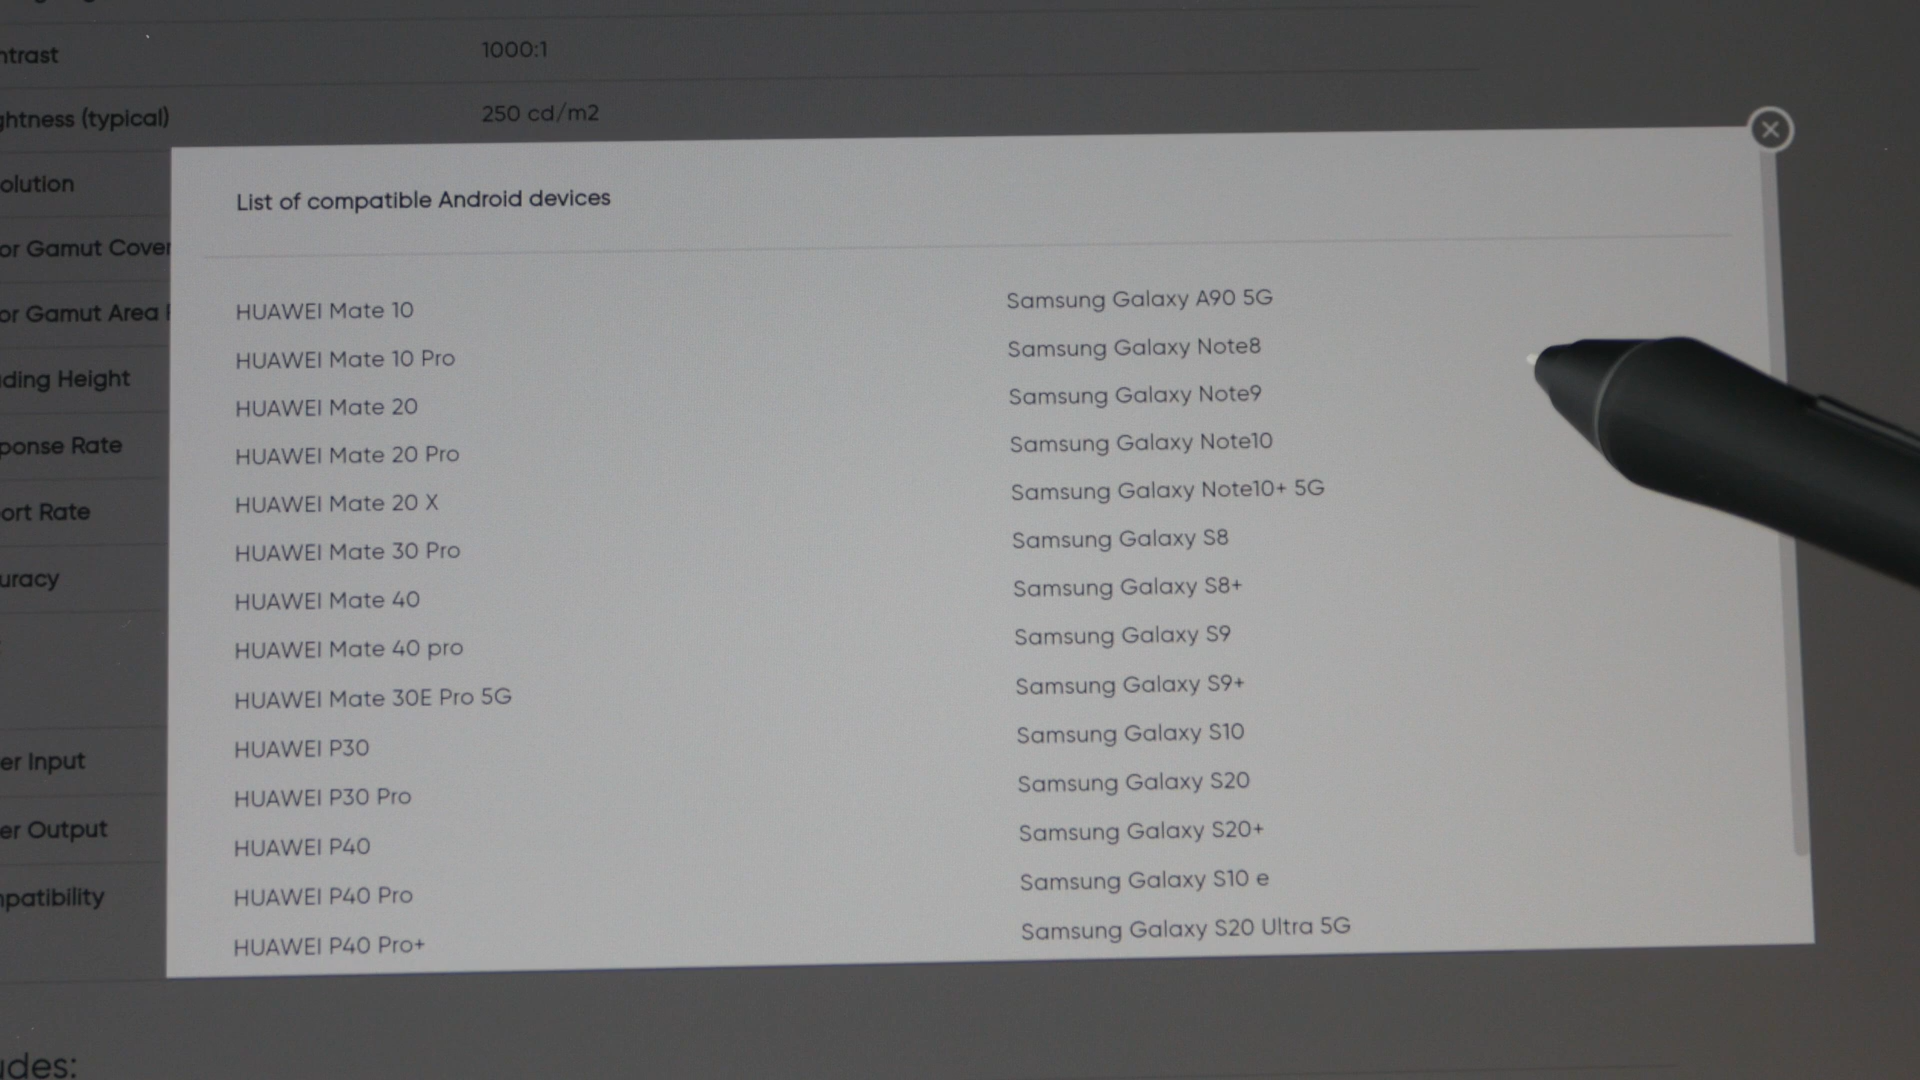 ntrast 1000:1
ghtness (typical) 250 cd/m2
olution
or Gamut Cover
or Gamut Area
ding Height
ponse Rate
ort Rate
uracy
er Input
er Output
patibility
udes:
List of compatible Android devices
HUAWEI Mate 10
HUAWEI Mate 10 Pro
HUAWEI Mate 20
HUAWEI Mate 20 Pro
HUAWEI Mate 20 X
HUAWEI Mate 30 Pro
HUAWEI Mate 40
HUAWEI Mate 40 pro
HUAWEI Mate 30E Pro 5G
HUAWEI P30
HUAWEI P30 Pro
HUAWEI P40
HUAWEI P40 Pro
HUAWEI P40 Pro+
Samsung Galaxy A90 5G
Samsung Galaxy Note8
Samsung Galaxy Note9
Samsung Galaxy Note10
Samsung Galaxy Note10+ 5G
Samsung Galaxy S8
Samsung Galaxy S8+
Samsung Galaxy S9
Samsung Galaxy S9+
Samsung Galaxy S10
Samsung Galaxy S20
Samsung Galaxy S20+
Samsung Galaxy S10 e
Samsung Galaxy S20 Ultra 5G